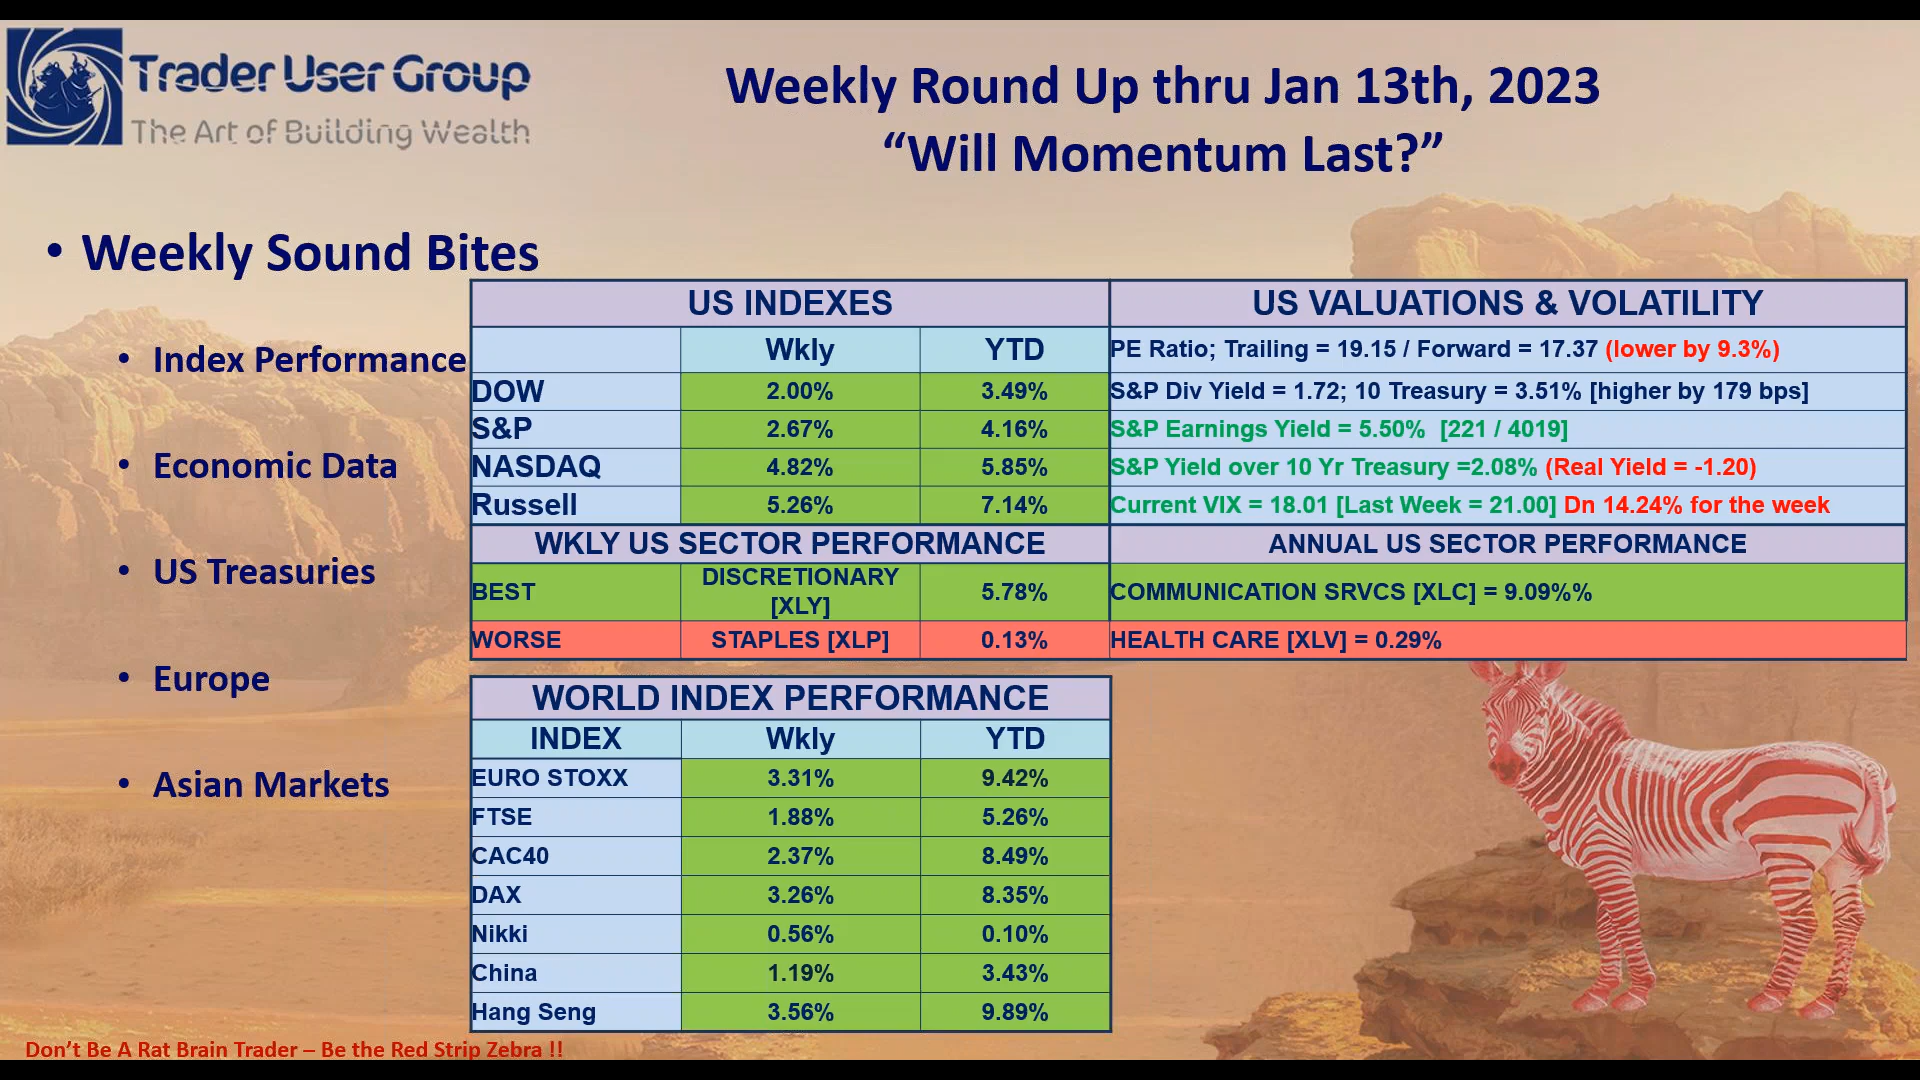 Trader User Group
The Art of Building Wealth
Weekly Round Up thru Jan 13th, 2023
“Will Momentum Last?”
• Weekly Sound Bites
• Index Performance
• Economic Data
• US Treasuries
• Europe
• Asian Markets
US INDEXES
Wkly YTD
DOW 2.00% 3.49%
S&P 2.67% 4.16%
NASDAQ 4.82% 5.85%
Russell 5.26% 7.14%
US VALUATIONS & VOLATILITY
PE Ratio; Trailing = 19.15 / Forward = 17.37 (lower by 9.3%)
S&P Div Yield = 1.72; 10 Treasury = 3.51% [higher by 179 bps]
S&P Earnings Yield = 5.50% [221 / 4019]
S&P Yield over 10 Yr Treasury =2.08% (Real Yield = -1.20)
Current VIX = 18.01 [Last Week = 21.00] Dn 14.24% for the week
WKLY US SECTOR PERFORMANCE
BEST DISCRETIONARY [XLY] 5.78%
WORSE STAPLES [XLP] 0.13%
ANNUAL US SECTOR PERFORMANCE
COMMUNICATION SRVCS [XLC] = 9.09%%
HEALTH CARE [XLV] = 0.29%
WORLD INDEX PERFORMANCE
INDEX Wkly YTD
EURO STOXX 3.31% 9.42%
FTSE 1.88% 5.26%
CAC40 2.37% 8.49%
DAX 3.26% 8.35%
Nikki 0.56% 0.10%
China 1.19% 3.43%
Hang Seng 3.56% 9.89%
Don’t Be A Rat Brain Trader – Be the Red Strip Zebra !!